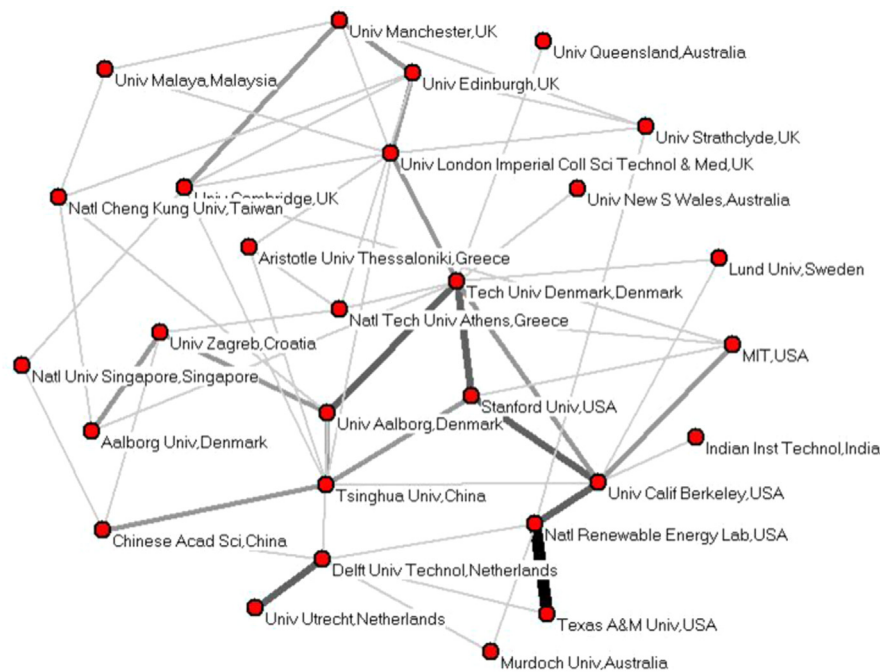 Univ Manchester,UK
Univ Queensland,Australia
Univ Malaya,Malaysia
Univ Edinburgh,UK
Univ Strathclyde,UK
Univ London Imperial Coll Sci Technol & Med,UK
Univ Cambridge,UK
Univ New S Wales,Australia
Natl Cheng Kung Univ,Taiwan
Aristotle Univ Thessaloniki,Greece
Lund Univ,Sweden
Tech Univ Denmark,Denmark
Natl Tech Univ Athens,Greece
Univ Zagreb,Croatia
MIT,USA
Natl Univ Singapore,Singapore
Stanford Univ,USA
Univ Aalborg,Denmark
Aalborg Univ,Denmark
Indian Inst Technol,India
Tsinghua Univ,China
Univ Calif Berkeley,USA
Chinese Acad Sci,China
Natl Renewable Energy Lab,USA
Delft Univ Technol,Netherlands
Univ Utrecht,Netherlands
Texas A&M Univ,USA
Murdoch Univ,Australia